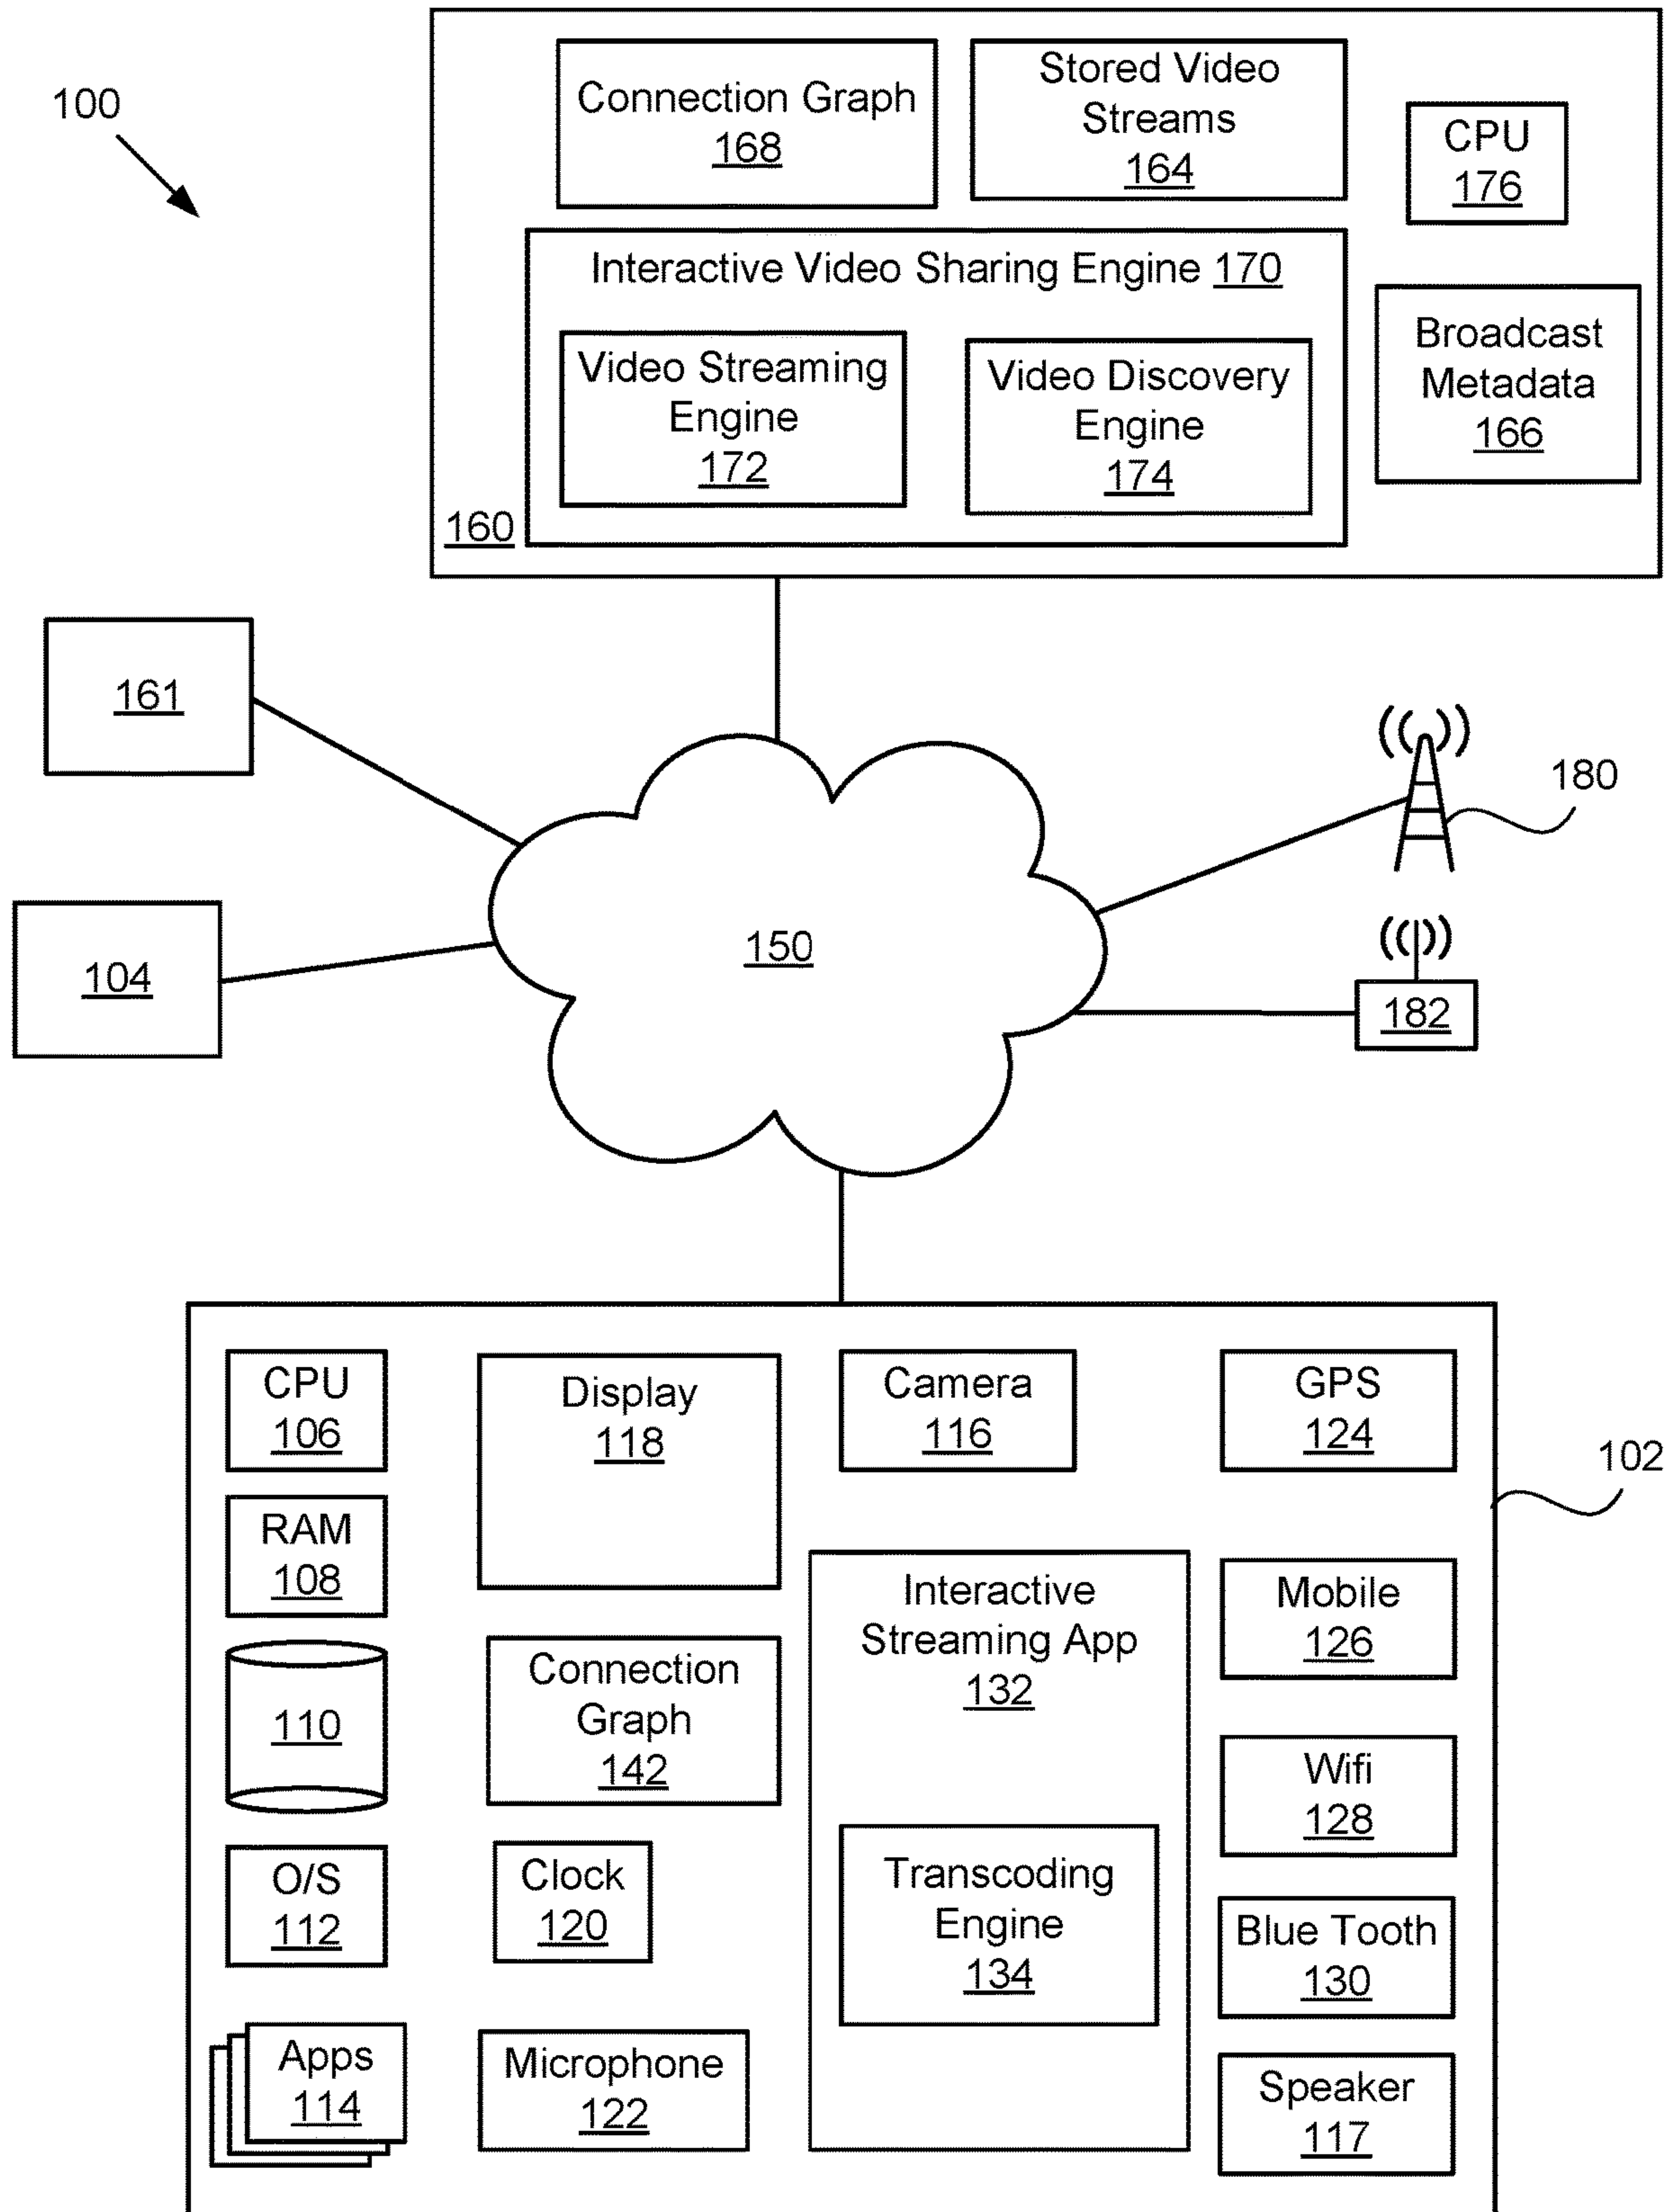 100
Connection Graph
168
Stored Video
Streams
164
CPU
176
Interactive Video Sharing Engine 170
Video Streaming
Engine
172
Video Discovery
Engine
174
Broadcast
Metadata
166
160
161
104
150
180
182
102
CPU
106
Display
118
Camera
116
GPS
124
RAM
108
110
Connection
Graph
142
Interactive
Streaming App
132
Mobile
126
Wifi
128
O/S
112
Clock
120
Transcoding
Engine
134
Blue Tooth
130
Apps
114
Microphone
122
Speaker
117